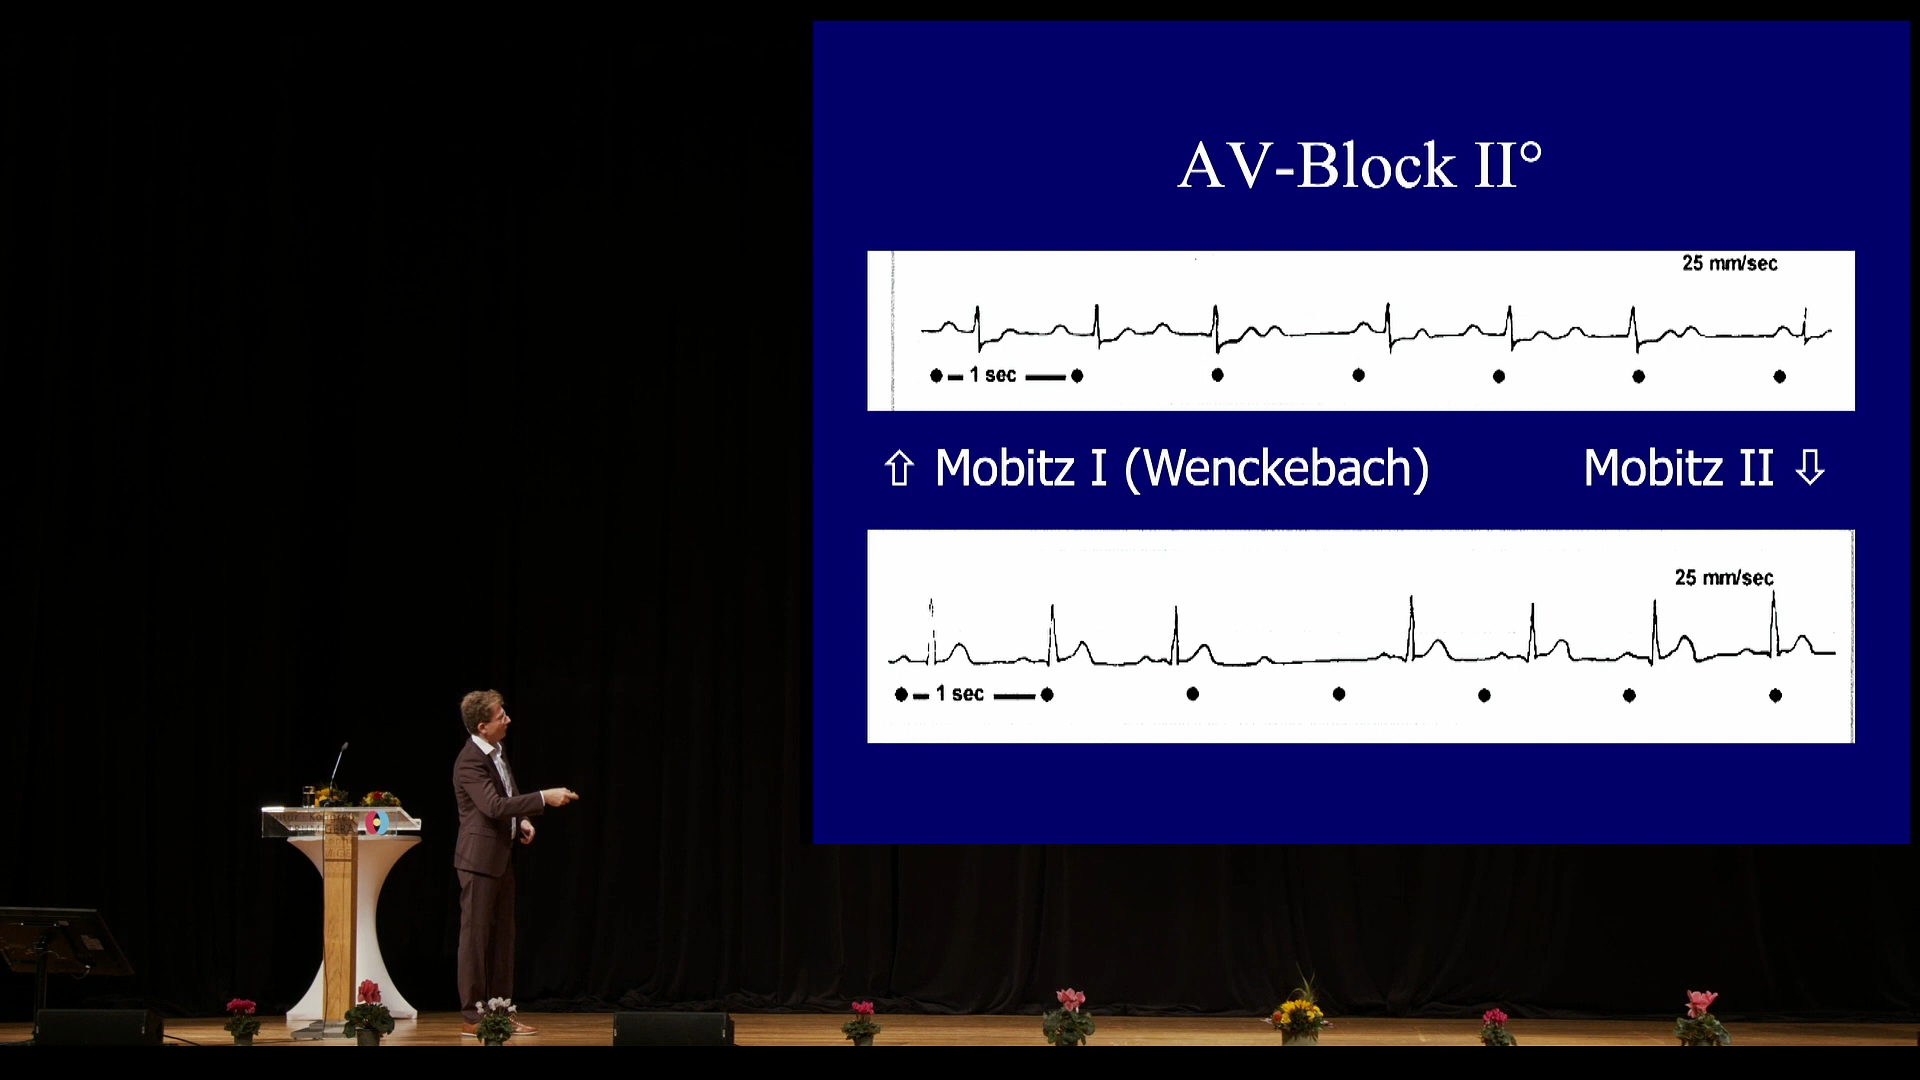 AV-Block II°
25 mm/sec
1 sec
⇧ Mobitz I (Wenckebach)
Mobitz II ⇩
25 mm/sec
1 sec